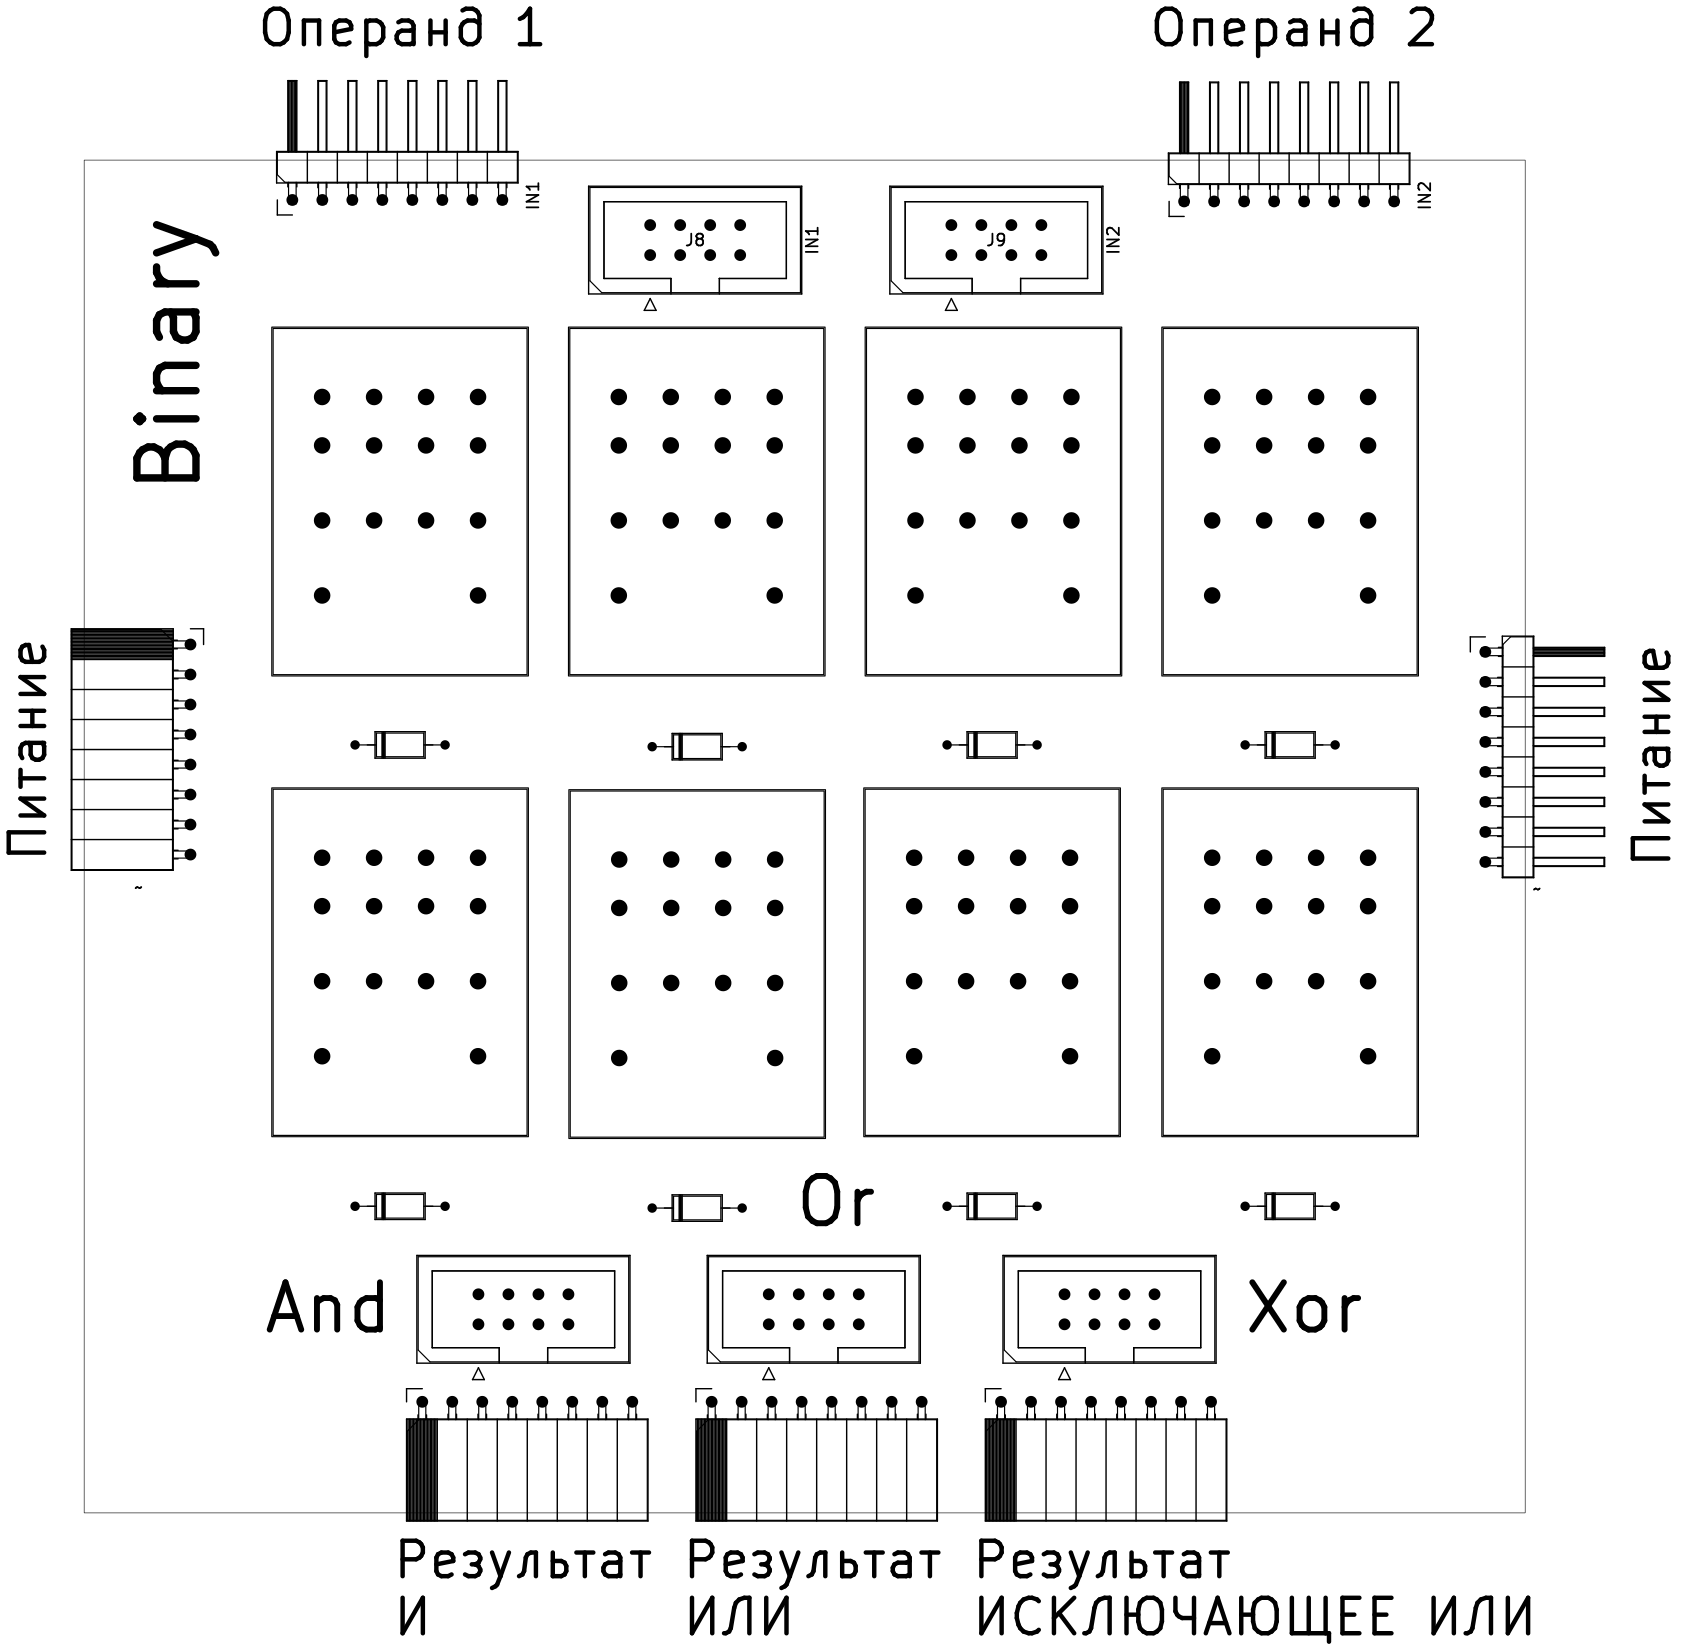 Операнд 1
Операнд 2
IN1
IN2
J8
IN1
J9
IN2
Binary
Питание
Питание
~
~
Or
And
Xor
Результат
И
Результат
ИЛИ
Результат
ИСКЛЮЧАЮЩЕЕ ИЛИ